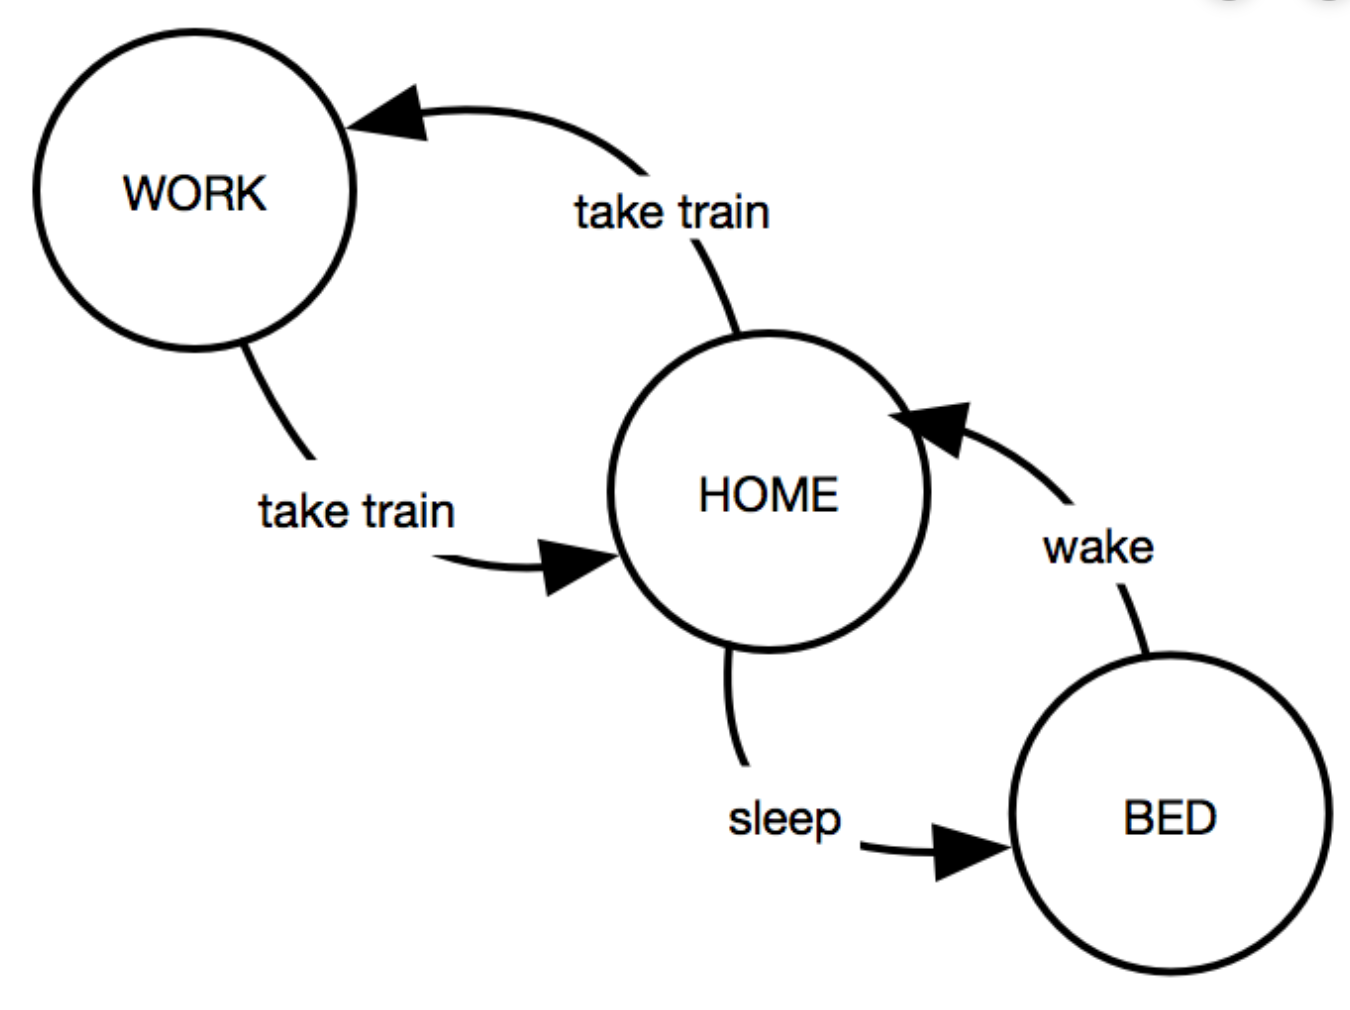 WORK
take train
take train
HOME
wake
sleep
BED